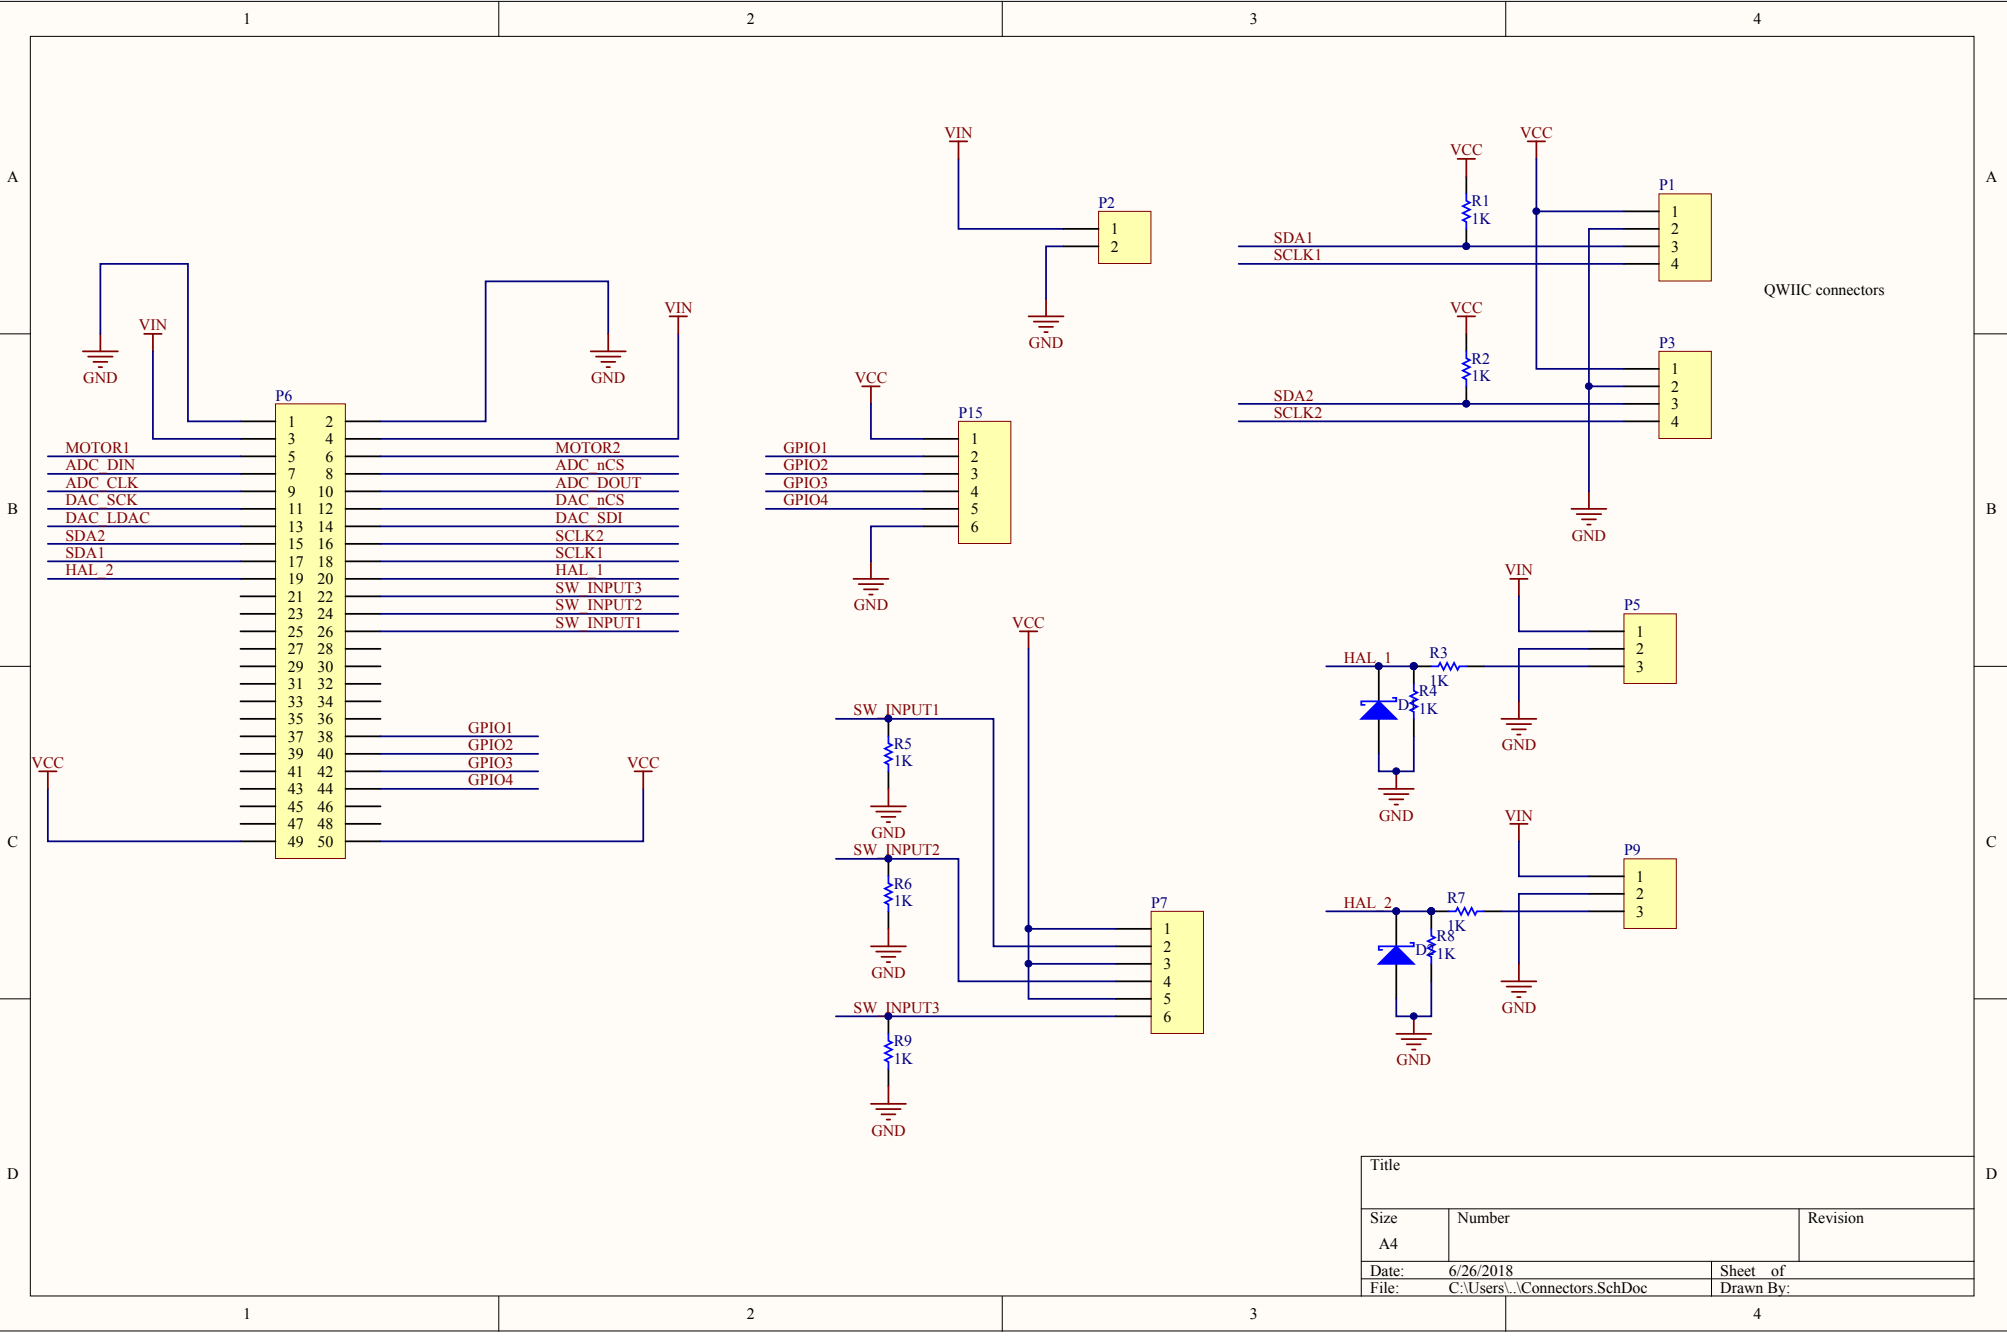 1 2 3 4
A A
B B
C C
D D
VIN
P2
1
2
GND
VCC
VCC
R1
1K
P1
1
2
3
4
SDA1
SCLK1
QWIIC connectors
VCC
R2
1K
P3
1
2
3
4
SDA2
SCLK2
GND
GND
VIN
GND
VIN
P6
1 2
3 4
MOTOR1 5 6 MOTOR2
ADC_DIN 7 8 ADC_nCS
ADC_CLK 9 10 ADC_DOUT
DAC_SCK 11 12 DAC_nCS
DAC_LDAC 13 14 DAC_SDI
SDA2 15 16 SCLK2
SDA1 17 18 SCLK1
HAL_2 19 20 HAL_1
21 22 SW_INPUT3
23 24 SW_INPUT2
25 26 SW_INPUT1
27 28
29 30
31 32
33 34
35 36
37 38 GPIO1
39 40 GPIO2
41 42 GPIO3
43 44 GPIO4
45 46
47 48
49 50
VCC
VCC
VCC
P15
1
GPIO1 2
GPIO2 3
GPIO3 4
GPIO4 5
6
GND
VCC
SW_INPUT1
R5
1K
GND
SW_INPUT2
R6
1K
GND
SW_INPUT3
R9
1K
GND
P7
1
2
3
4
5
6
VIN
P5
1
2
3
HAL_1
R3
1K
R4
1K
GND
GND
VIN
P9
1
2
3
HAL_2
R7
1K
R8
1K
GND
GND
Title
Size Number Revision
A4
Date: 6/26/2018 Sheet of
File: C:\Users\..\Connectors.SchDoc Drawn By:
1 2 3 4